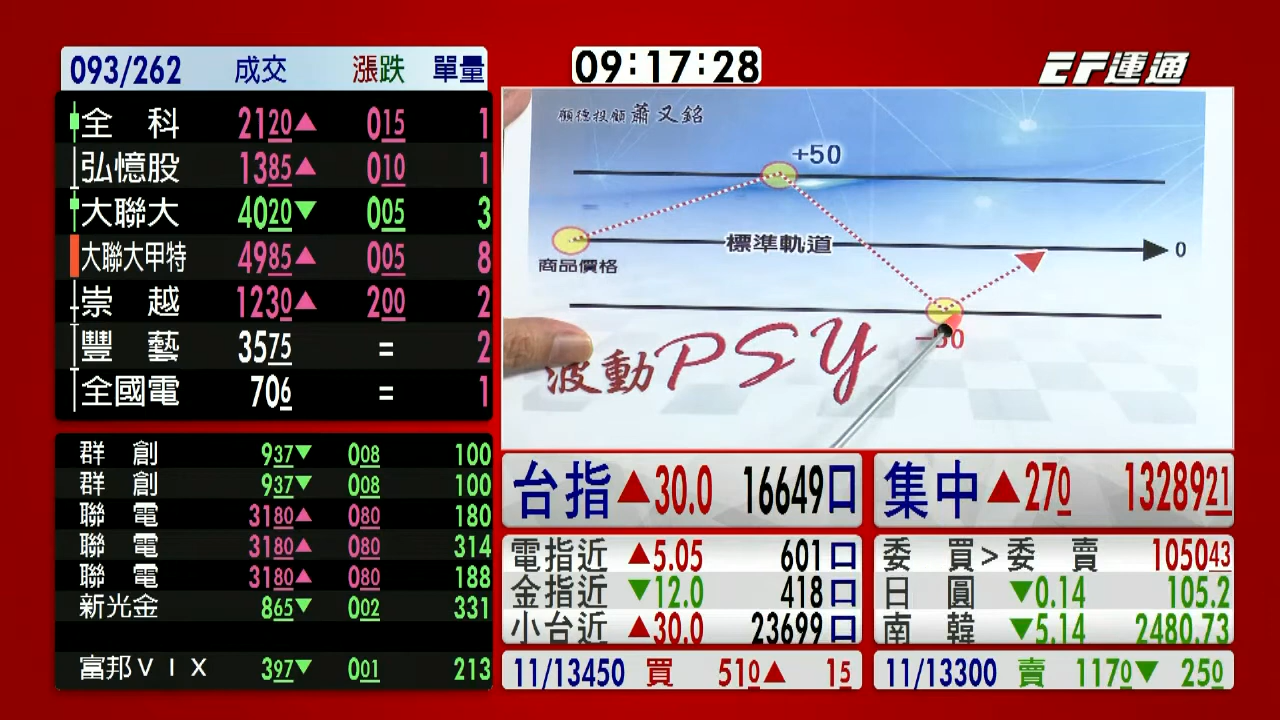 093/262 成交 漲跌 單量
全科 2120▲ 015 1
弘憶股 1385▲ 010 1
大聯大 4020▼ 005 3
大聯大甲特 4985▲ 005 8
崇越 1230▲ 200 2
豐藝 3575 = 2
全國電 706 = 1
群創 937▼ 008 100
群創 937▼ 008 100
聯電 3180▲ 080 180
聯電 3180▲ 080 314
聯電 3180▲ 080 188
新光金 865▼ 002 331
富邦VIX 397▼ 001 213
09:17:28
EF運通
顧德投顧 蕭又銘
+50
標準軌道
0
商品價格
-50
波動PSY
台指▲30.0 16649口
集中▲270 1328921
電指近▲5.05 601口
金指近▼12.0 418口
小台近▲30.0 23699口
委買>委賣 105043
日圓▼0.14 105.2
南韓▼5.14 2480.73
11/13450 買 510▲ 15
11/13300 賣 1170▼ 250